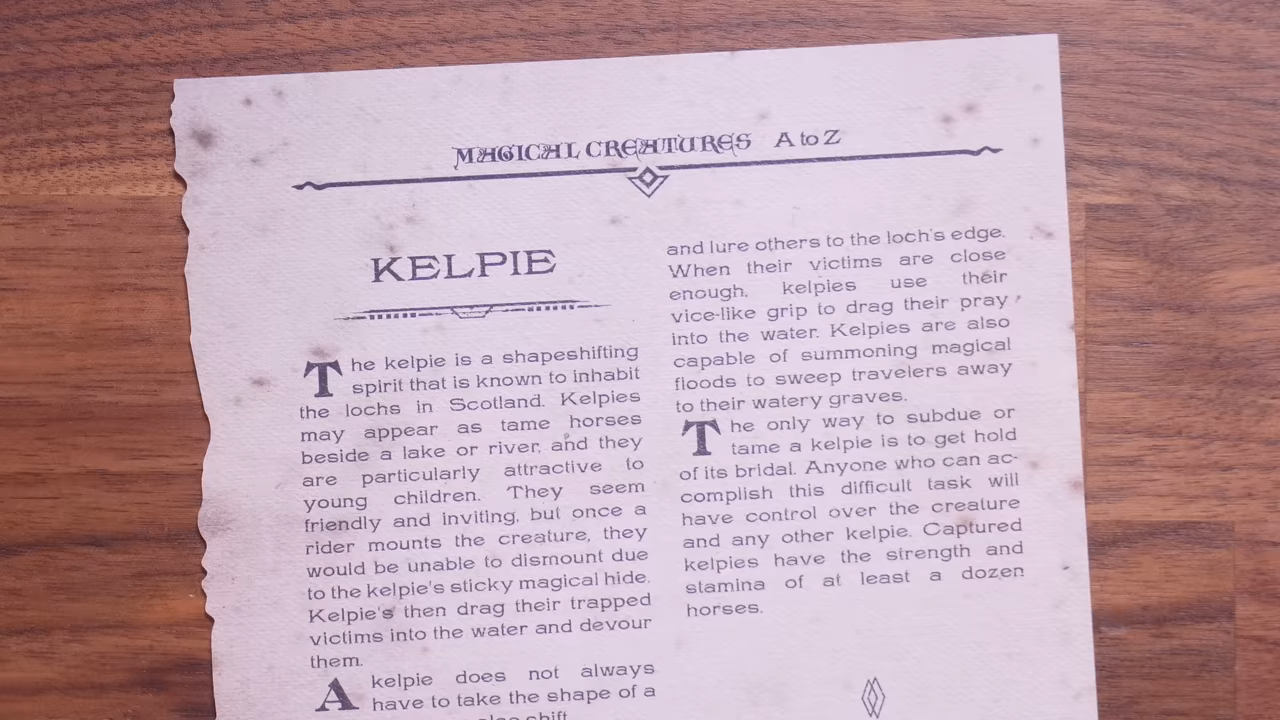 MAGICAL CREATURES A to Z
KELPIE
The kelpie is a shapeshifting
spirit that is known to inhabit
the lochs in Scotland. Kelpies
may appear as tame horses
beside a lake or river, and they
are particularly attractive to
young children. They seem
friendly and inviting, but once a
rider mounts the creature, they
would be unable to dismount due
to the kelpie's sticky magical hide.
Kelpie's then drag their trapped
victims into the water and devour
them.
A kelpie does not always
have to take the shape of a
also shift
and lure others to the loch's edge.
When their victims are close
enough, kelpies use their
vice-like grip to drag their pray
into the water. Kelpies are also
capable of summoning magical
floods to sweep travelers away
to their watery graves.
The only way to subdue or
tame a kelpie is to get hold
of its bridal. Anyone who can ac-
complish this difficult task will
have control over the creature
and any other kelpie. Captured
kelpies have the strength and
stamina of at least a dozen
horses.